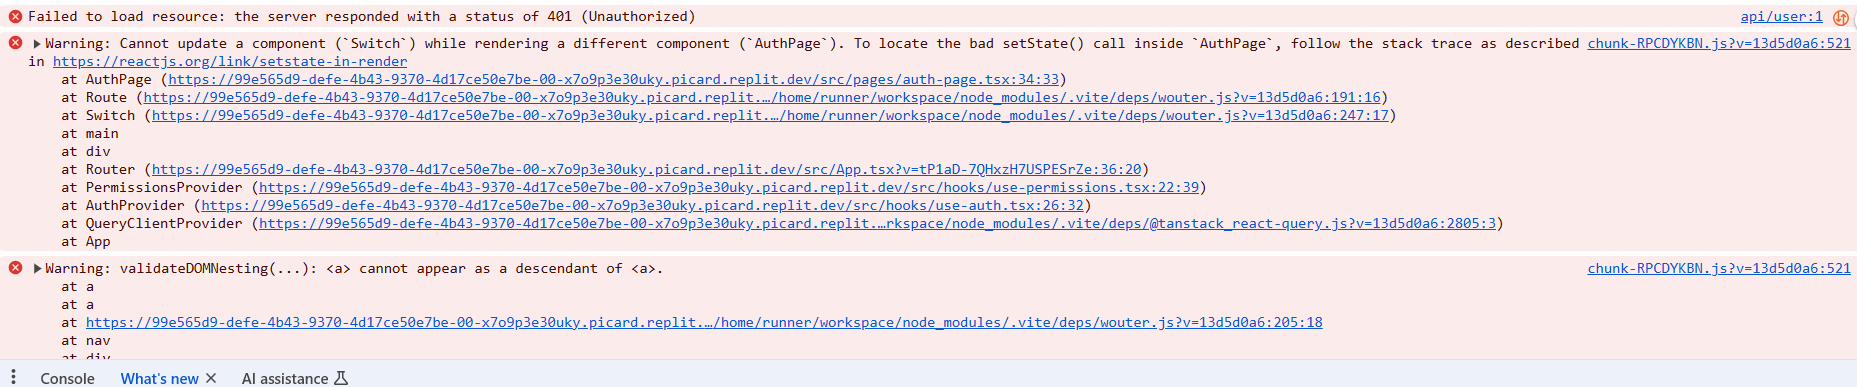 Failed to load resource: the server responded with a status of 401 (Unauthorized) api/user:1
Warning: Cannot update a component (`Switch`) while rendering a different component (`AuthPage`). To locate the bad setState() call inside `AuthPage`, follow the stack trace as described chunk-RPCDYKBN.js?v=13d5d0a6:521
in https://reactjs.org/link/setstate-in-render
at AuthPage (https://99e565d9-defe-4b43-9370-4d17ce50e7be-00-x7o9p3e30uky.picard.replit.dev/src/pages/auth-page.tsx:34:33)
at Route (https://99e565d9-defe-4b43-9370-4d17ce50e7be-00-x7o9p3e30uky.picard.replit.…/home/runner/workspace/node_modules/.vite/deps/wouter.js?v=13d5d0a6:191:16)
at Switch (https://99e565d9-defe-4b43-9370-4d17ce50e7be-00-x7o9p3e30uky.picard.replit.…/home/runner/workspace/node_modules/.vite/deps/wouter.js?v=13d5d0a6:247:17)
at main
at div
at Router (https://99e565d9-defe-4b43-9370-4d17ce50e7be-00-x7o9p3e30uky.picard.replit.dev/src/App.tsx?v=tP1aD-7QHxzH7USPESrZe:36:20)
at PermissionsProvider (https://99e565d9-defe-4b43-9370-4d17ce50e7be-00-x7o9p3e30uky.picard.replit.dev/src/hooks/use-permissions.tsx:22:39)
at AuthProvider (https://99e565d9-defe-4b43-9370-4d17ce50e7be-00-x7o9p3e30uky.picard.replit.dev/src/hooks/use-auth.tsx:26:32)
at QueryClientProvider (https://99e565d9-defe-4b43-9370-4d17ce50e7be-00-x7o9p3e30uky.picard.replit.…rkspace/node_modules/.vite/deps/@tanstack_react-query.js?v=13d5d0a6:2805:3)
at App
Warning: validateDOMNesting(...): <a> cannot appear as a descendant of <a>. chunk-RPCDYKBN.js?v=13d5d0a6:521
at a
at a
at https://99e565d9-defe-4b43-9370-4d17ce50e7be-00-x7o9p3e30uky.picard.replit.…/home/runner/workspace/node_modules/.vite/deps/wouter.js?v=13d5d0a6:205:18
at nav
at div
Console What's new AI assistance